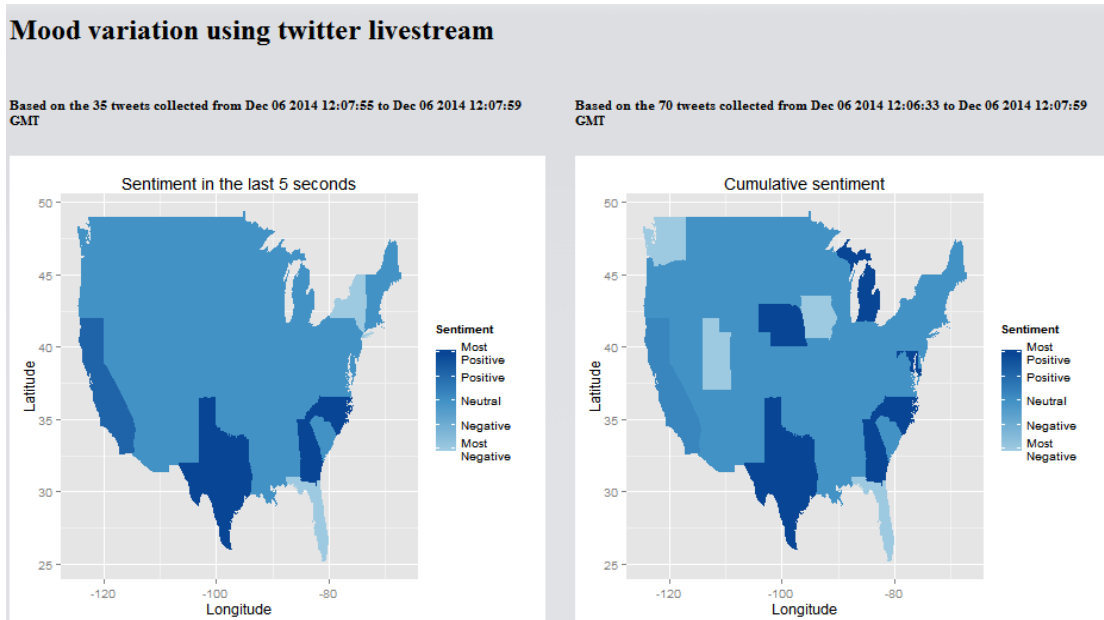 Mood variation using twitter livestream
Based on the 35 tweets collected from Dec 06 2014 12:07:55 to Dec 06 2014 12:07:59
GMT
Sentiment in the last 5 seconds
50
45
40
35
30
25
Latitude
-120
-100
-80
Longitude
Sentiment
Most
Positive
Positive
Neutral
Negative
Most
Negative
Based on the 70 tweets collected from Dec 06 2014 12:06:33 to Dec 06 2014 12:07:59
GMT
Cumulative sentiment
50
45
40
35
30
25
Latitude
-120
-100
-80
Longitude
Sentiment
Most
Positive
Positive
Neutral
Negative
Most
Negative